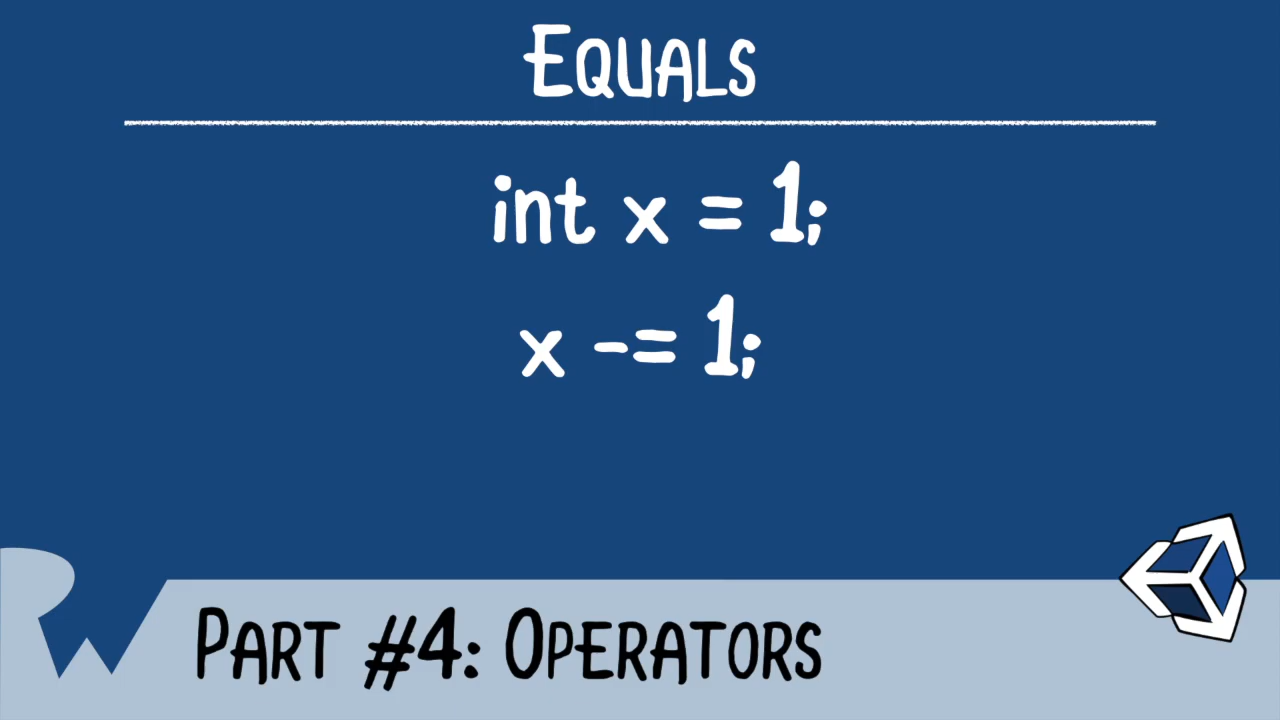 Equals
int x = 1;
x -= 1;
Part #4: Operators